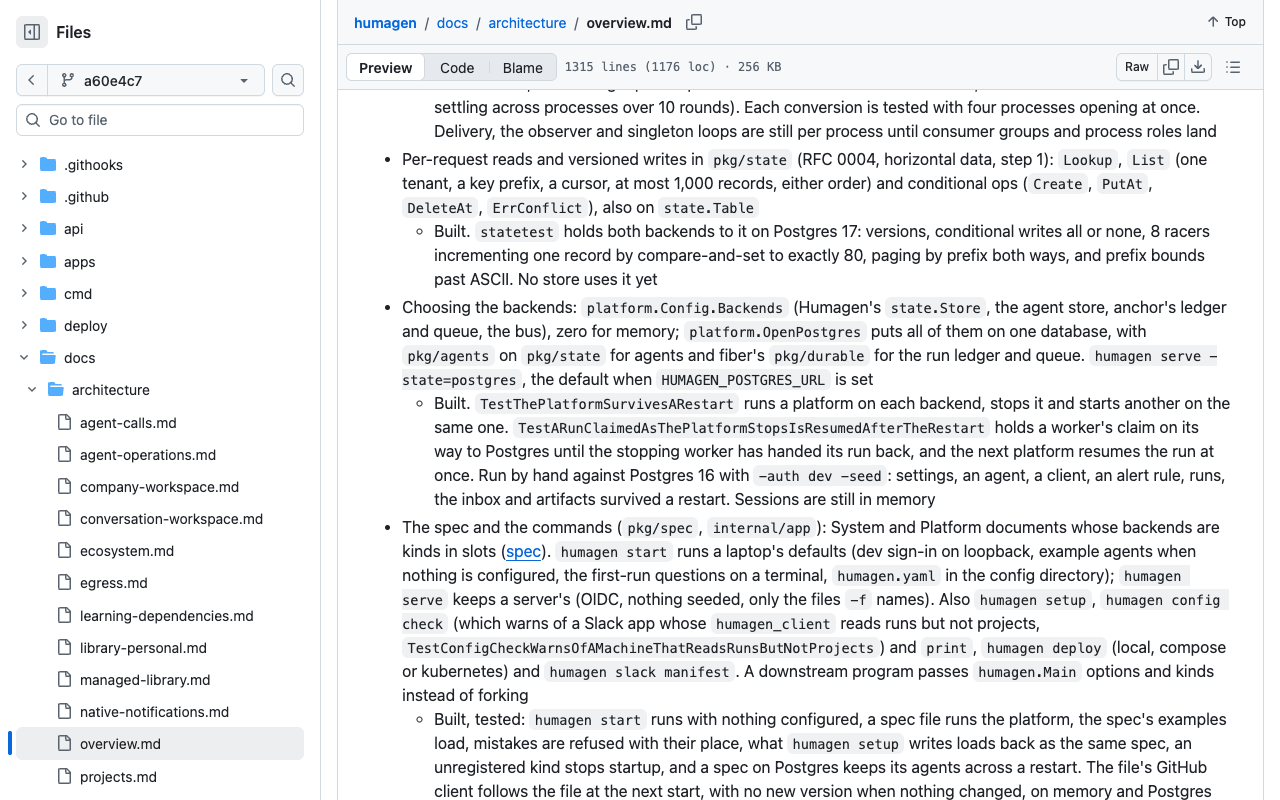 Files
humagen / docs / architecture / overview.md
Top
a60e4c7
Go to file
.githooks
.github
api
apps
cmd
deploy
docs
architecture
agent-calls.md
agent-operations.md
company-workspace.md
conversation-workspace.md
ecosystem.md
egress.md
learning-dependencies.md
library-personal.md
managed-library.md
native-notifications.md
overview.md
projects.md
Preview Code Blame 1315 lines (1176 loc) · 256 KB Raw
settling across processes over 10 rounds). Each conversion is tested with four processes opening at once.
Delivery, the observer and singleton loops are still per process until consumer groups and process roles land
• Per-request reads and versioned writes in pkg/state (RFC 0004, horizontal data, step 1): Lookup, List (one
tenant, a key prefix, a cursor, at most 1,000 records, either order) and conditional ops (Create, PutAt,
DeleteAt, ErrConflict), also on state.Table
◦ Built. statetest holds both backends to it on Postgres 17: versions, conditional writes all or none, 8 racers
incrementing one record by compare-and-set to exactly 80, paging by prefix both ways, and prefix bounds
past ASCII. No store uses it yet
• Choosing the backends: platform.Config.Backends (Humagen's state.Store, the agent store, anchor's ledger
and queue, the bus), zero for memory; platform.OpenPostgres puts all of them on one database, with
pkg/agents on pkg/state for agents and fiber's pkg/durable for the run ledger and queue. humagen serve -
state=postgres, the default when HUMAGEN_POSTGRES_URL is set
◦ Built. TestThePlatformSurvivesARestart runs a platform on each backend, stops it and starts another on the
same one. TestARunClaimedAsThePlatformStopsIsResumedAfterTheRestart holds a worker's claim on its
way to Postgres until the stopping worker has handed its run back, and the next platform resumes the run at
once. Run by hand against Postgres 16 with -auth dev -seed: settings, an agent, a client, an alert rule, runs,
the inbox and artifacts survived a restart. Sessions are still in memory
• The spec and the commands (pkg/spec, internal/app): System and Platform documents whose backends are
kinds in slots (spec). humagen start runs a laptop's defaults (dev sign-in on loopback, example agents when
nothing is configured, the first-run questions on a terminal, humagen.yaml in the config directory); humagen
serve keeps a server's (OIDC, nothing seeded, only the files -f names). Also humagen setup, humagen config
check (which warns of a Slack app whose humagen_client reads runs but not projects,
TestConfigCheckWarnsOfAMachineThatReadsRunsButNotProjects) and print, humagen deploy (local, compose
or kubernetes) and humagen slack manifest. A downstream program passes humagen.Main options and kinds
instead of forking
◦ Built, tested: humagen start runs with nothing configured, a spec file runs the platform, the spec's examples
load, mistakes are refused with their place, what humagen setup writes loads back as the same spec, an
unregistered kind stops startup, and a spec on Postgres keeps its agents across a restart. The file's GitHub
client follows the file at the next start, with no new version when nothing changed, on memory and Postgres